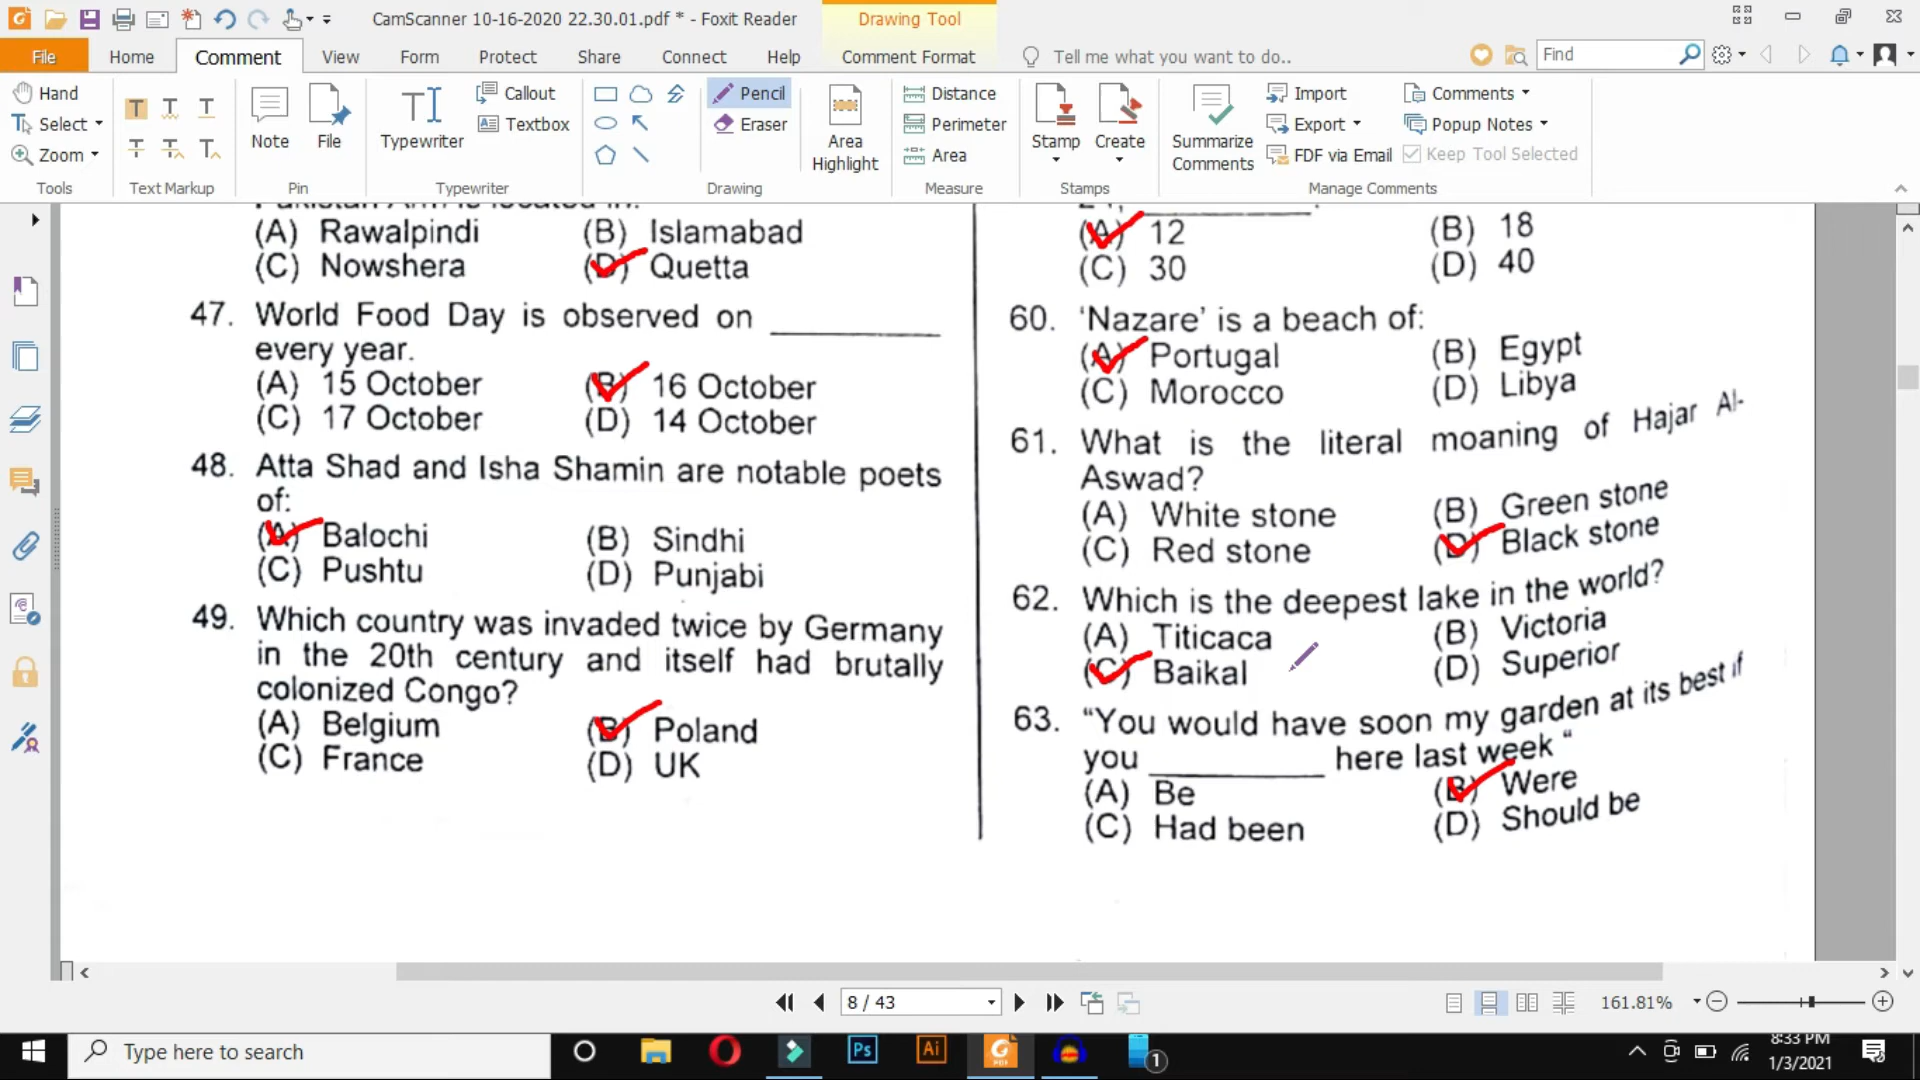 CamScanner 10-16-2020 22.30.01.pdf * - Foxit Reader
Drawing Tool
File
Home
Comment
View
Form
Protect
Share
Connect
Help
Comment Format
Tell me what you want to do..
Find
Hand
Select
Zoom
Note
File
Typewriter
Callout
Textbox
Pencil
Eraser
Area
Highlight
Distance
Perimeter
Area
Stamp
Create
Summarize
Comments
Import
Export
FDF via Email
Comments
Popup Notes
Keep Tool Selected
Tools
Text Markup
Pin
Typewriter
Drawing
Measure
Stamps
Manage Comments
(A) Rawalpindi (B) Islamabad
(C) Nowshera (D) Quetta
47. World Food Day is observed on ____________
every year.
(A) 15 October (B) 16 October
(C) 17 October (D) 14 October
48. Atta Shad and Isha Shamin are notable poets
of:
(A) Balochi (B) Sindhi
(C) Pushtu (D) Punjabi
49. Which country was invaded twice by Germany
in the 20th century and itself had brutally
colonized Congo?
(A) Belgium (B) Poland
(C) France (D) UK
(A) 12 (B) 18
(C) 30 (D) 40
60. ‘Nazare’ is a beach of:
(A) Portugal (B) Egypt
(C) Morocco (D) Libya
61. What is the literal moaning of Hajar Al-
Aswad?
(A) White stone (B) Green stone
(C) Red stone (D) Black stone
62. Which is the deepest lake in the world?
(A) Titicaca (B) Victoria
(C) Baikal (D) Superior
63. “You would have soon my garden at its best if
you ____________ here last week “
(A) Be (B) Were
(C) Had been (D) Should be
8 / 43
161.81%
Type here to search
Ps
Ai
1
8:33 PM
1/3/2021